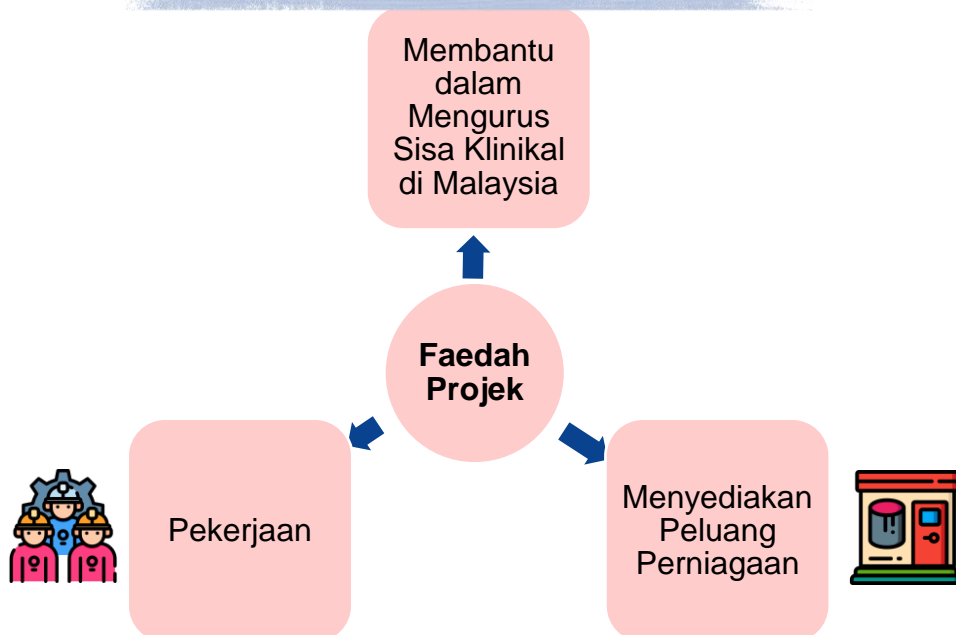 Membantu
dalam
Mengurus
Sisa Klinikal
di Malaysia
Faedah
Projek
Pekerjaan
Menyediakan
Peluang
Perniagaan